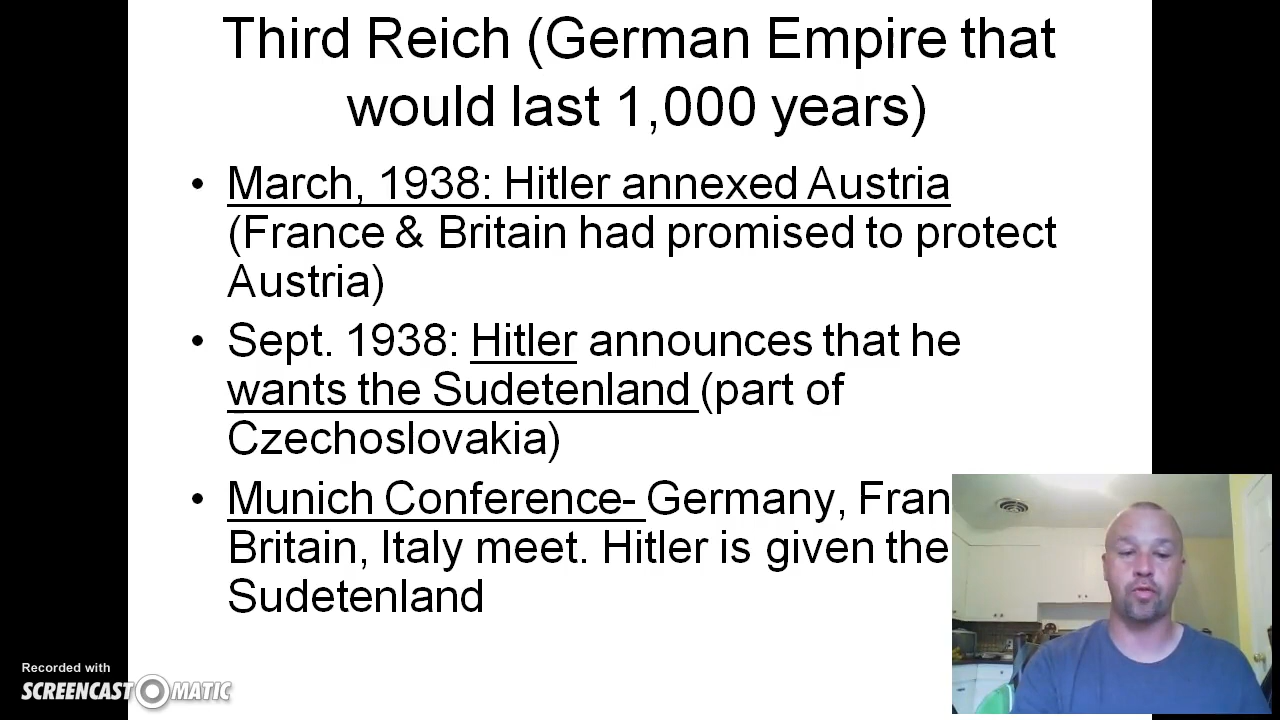 Third Reich (German Empire that
would last 1,000 years)
• March, 1938: Hitler annexed Austria
(France & Britain had promised to protect
Austria)
• Sept. 1938: Hitler announces that he
wants the Sudetenland (part of
Czechoslovakia)
• Munich Conference- Germany, Fran
Britain, Italy meet. Hitler is given the
Sudetenland
Recorded with
SCREENCAST MATIC